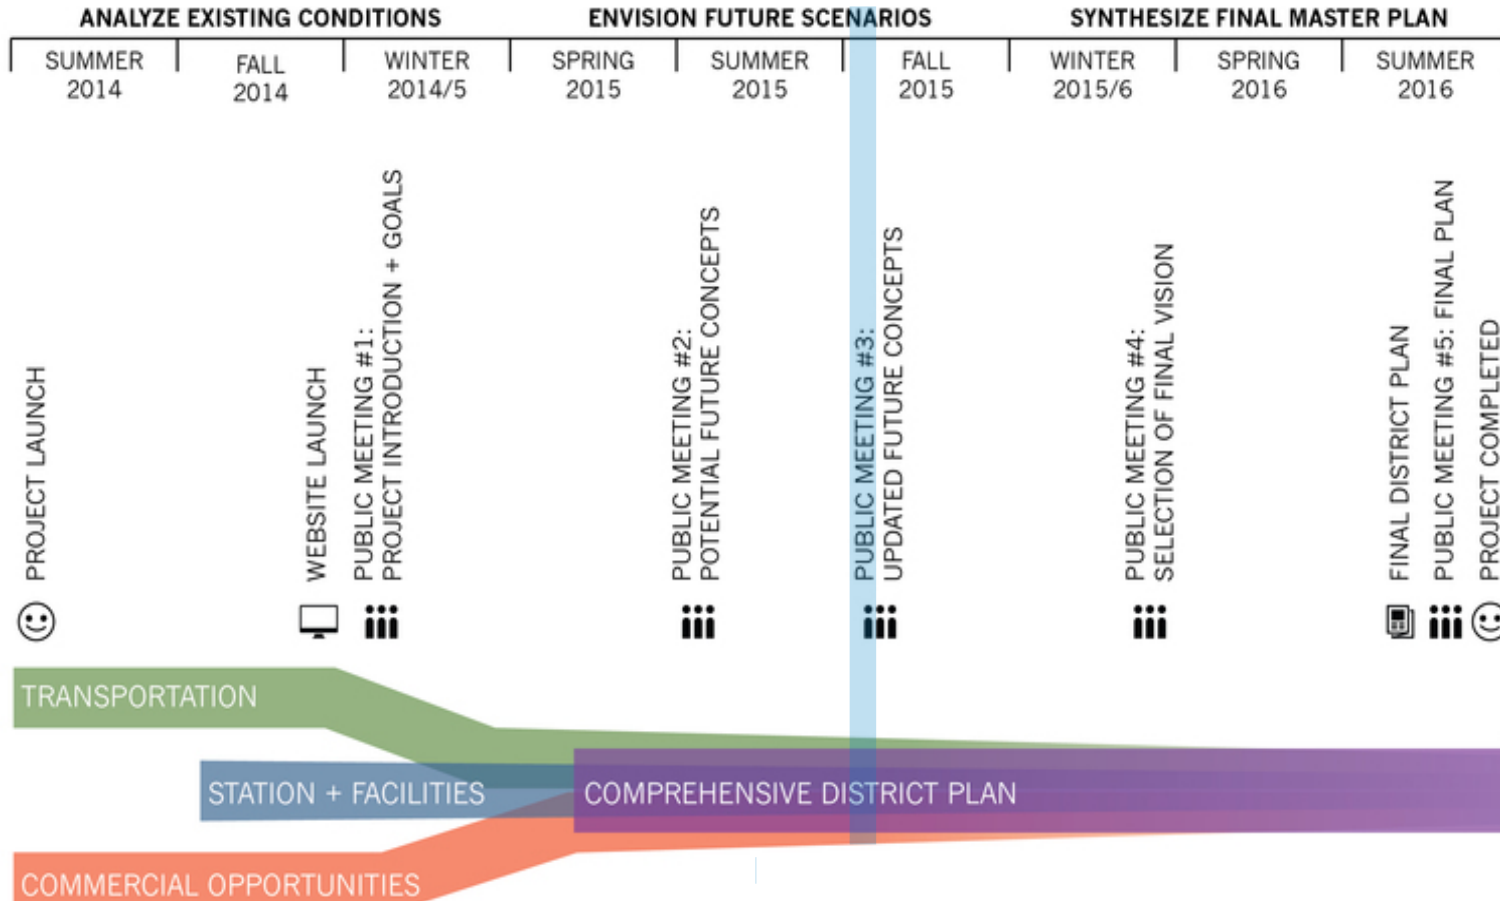 ANALYZE EXISTING CONDITIONS
ENVISION FUTURE SCENARIOS
SYNTHESIZE FINAL MASTER PLAN
SUMMER
2014
FALL
2014
WINTER
2014/5
SPRING
2015
SUMMER
2015
FALL
2015
WINTER
2015/6
SPRING
2016
SUMMER
2016
PROJECT LAUNCH
WEBSITE LAUNCH
PUBLIC MEETING #1:
PROJECT INTRODUCTION + GOALS
PUBLIC MEETING #2:
POTENTIAL FUTURE CONCEPTS
PUBLIC MEETING #3:
UPDATED FUTURE CONCEPTS
PUBLIC MEETING #4:
SELECTION OF FINAL VISION
FINAL DISTRICT PLAN
PUBLIC MEETING #5: FINAL PLAN
PROJECT COMPLETED
TRANSPORTATION
STATION + FACILITIES
COMPREHENSIVE DISTRICT PLAN
COMMERCIAL OPPORTUNITIES